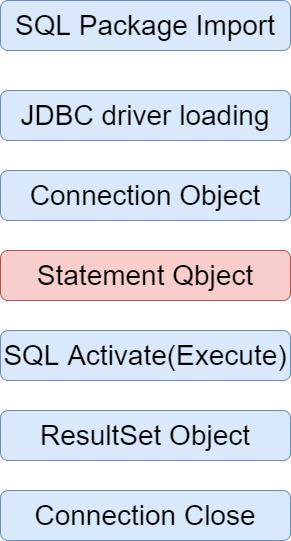 SQL Package Import
JDBC driver loading
Connection Object
Statement Qbject
SQL Activate(Execute)
ResultSet Object
Connection Close